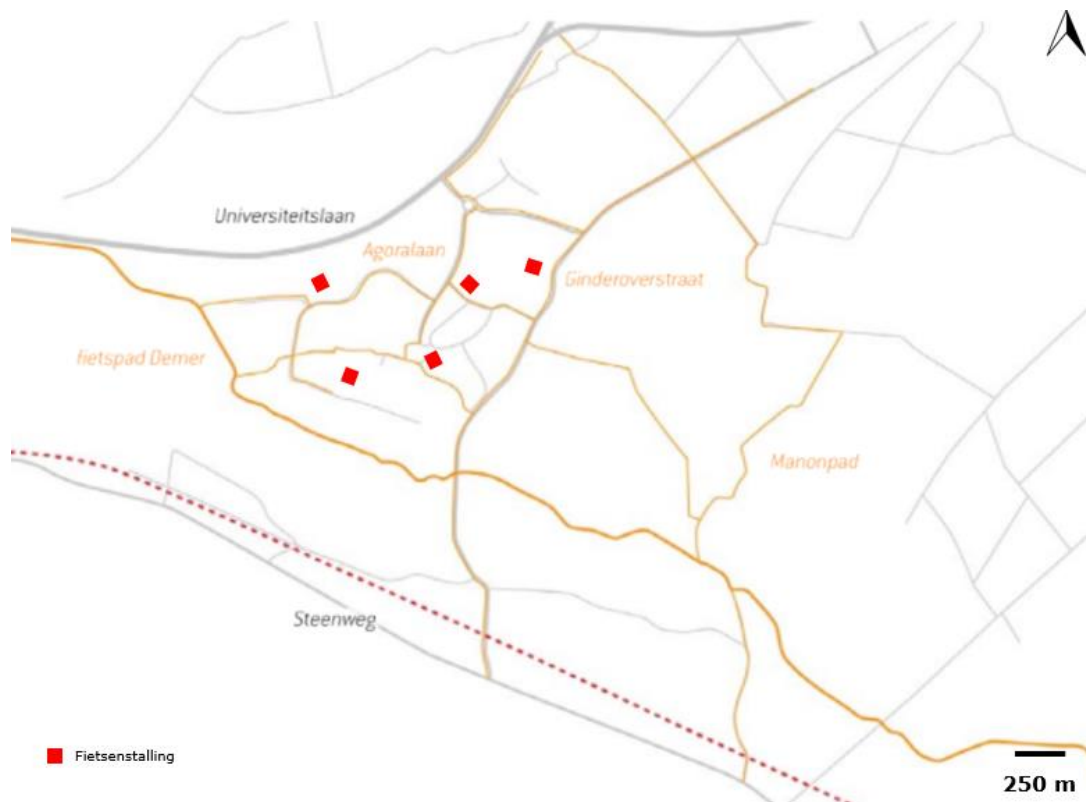 Universiteitslaan
Agoralaan
Ginderoverstraat
Fietspad Demer
Manonpad
Steenweg
Fietsenstalling
250 m